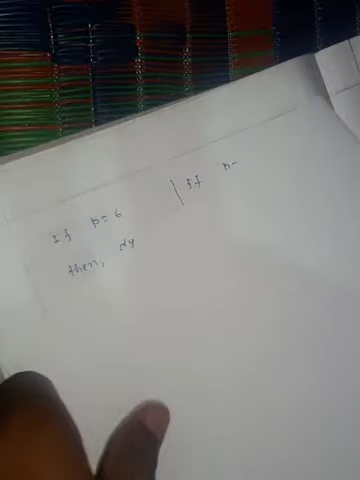 If p = 6 | If p =
then, dy